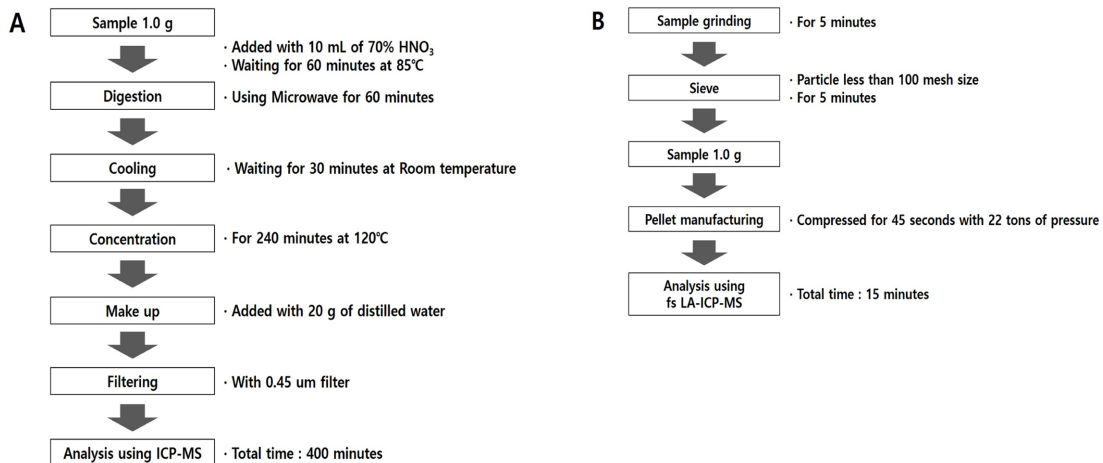 A
Sample 1.0 g
· Added with 10 mL of 70% HNO₃
· Waiting for 60 minutes at 85℃
Digestion
· Using Microwave for 60 minutes
Cooling
· Waiting for 30 minutes at Room temperature
Concentration
· For 240 minutes at 120℃
Make up
· Added with 20 g of distilled water
Filtering
· With 0.45 um filter
Analysis using ICP-MS
· Total time : 400 minutes
B
Sample grinding
· For 5 minutes
Sieve
· Particle less than 100 mesh size
· For 5 minutes
Sample 1.0 g
Pellet manufacturing
· Compressed for 45 seconds with 22 tons of pressure
Analysis using
fs LA-ICP-MS
· Total time : 15 minutes